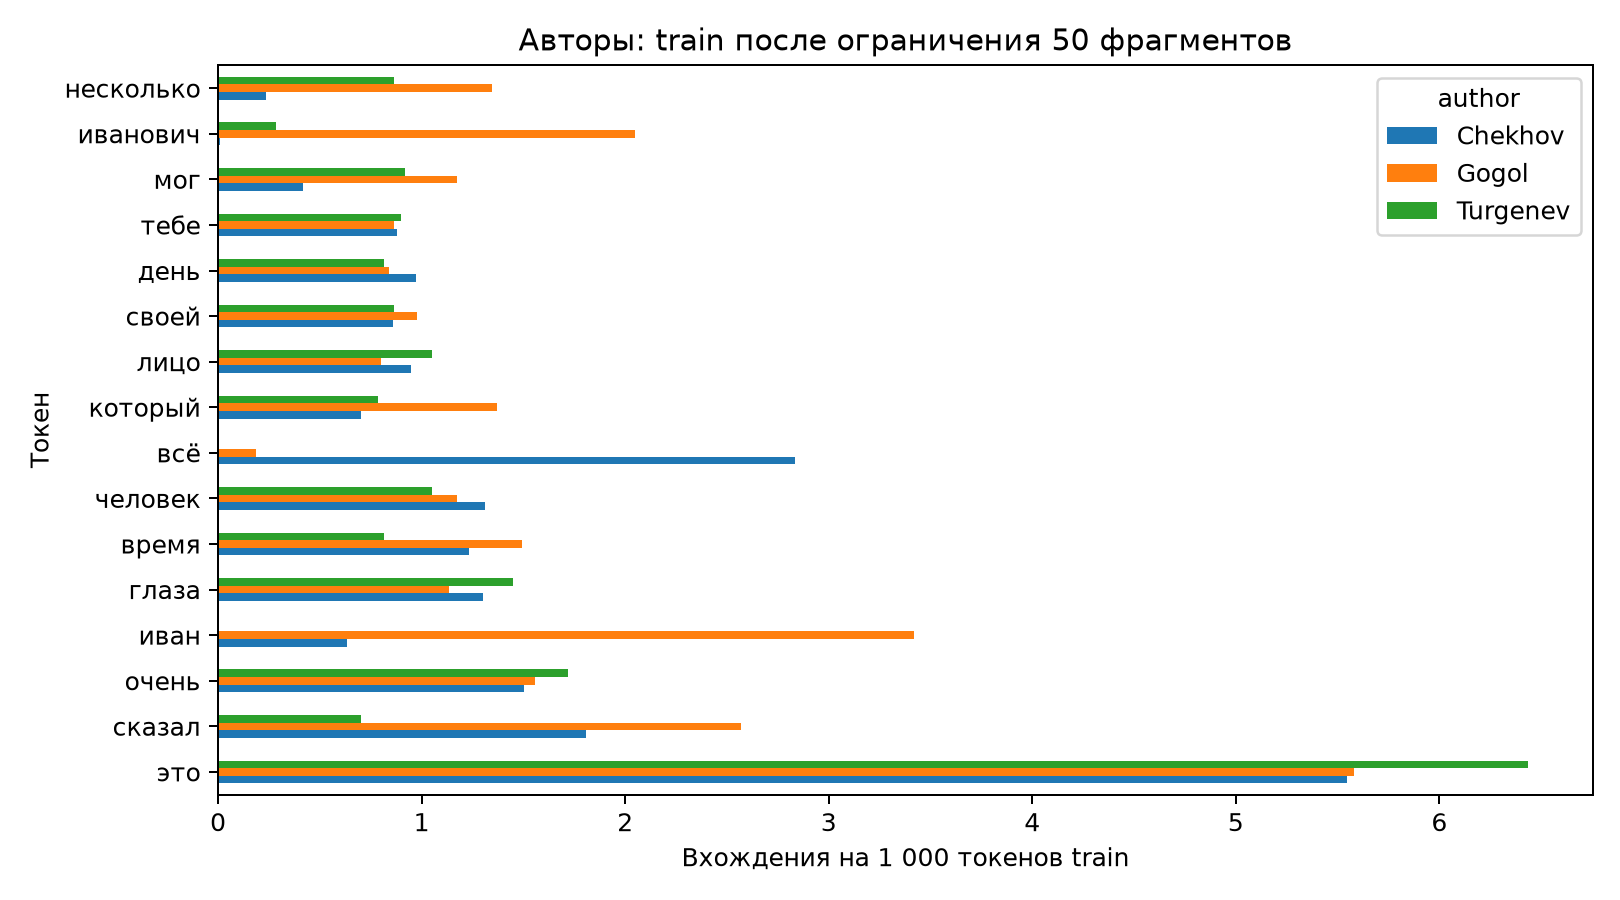 Авторы: train после ограничения 50 фрагментов
несколько
иванович
мог
тебе
день
своей
лицо
который
всё
человек
время
глаза
иван
очень
сказал
это
Токен
0 1 2 3 4 5 6
Вхождения на 1 000 токенов train
author
Chekhov
Gogol
Turgenev